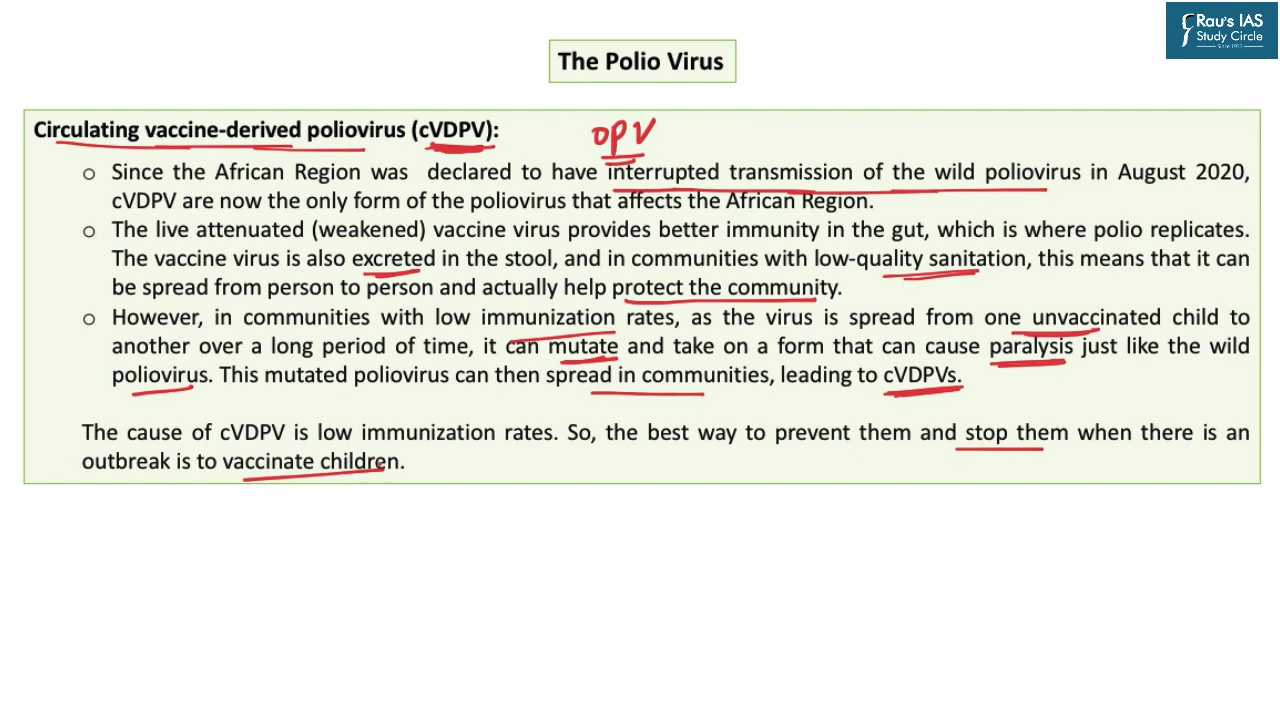 Rau's IAS
Study Circle
Since 1953
The Polio Virus
Circulating vaccine-derived poliovirus (cVDPV):
OPV
o Since the African Region was declared to have interrupted transmission of the wild poliovirus in August 2020,
cVDPV are now the only form of the poliovirus that affects the African Region.
o The live attenuated (weakened) vaccine virus provides better immunity in the gut, which is where polio replicates.
The vaccine virus is also excreted in the stool, and in communities with low-quality sanitation, this means that it can
be spread from person to person and actually help protect the community.
o However, in communities with low immunization rates, as the virus is spread from one unvaccinated child to
another over a long period of time, it can mutate and take on a form that can cause paralysis just like the wild
poliovirus. This mutated poliovirus can then spread in communities, leading to cVDPVs.
The cause of cVDPV is low immunization rates. So, the best way to prevent them and stop them when there is an
outbreak is to vaccinate children.